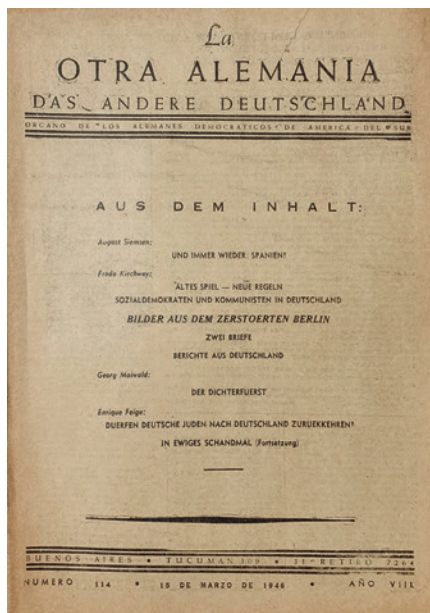 La
OTRA ALEMANIA
DAS ANDERE DEUTSCHLAND
ORGANO DE "LOS ALEMANES DEMOCRATICOS" DE AMERICA DEL SUR
AUS DEM INHALT:
August Siemsen:
UND IMMER WIEDER: SPANIEN!
Freda Kirchwey:
ALTES SPIEL — NEUE REGELN
SOZIALDEMOKRATEN UND KOMMUNISTEN IN DEUTSCHLAND
BILDER AUS DEM ZERSTOERTEN BERLIN
ZWEI BRIEFE
BERICHTE AUS DEUTSCHLAND
Georg Maiwald:
DER DICHTERFUERST
Enrique Feige:
DUERFEN DEUTSCHE JUDEN NACH DEUTSCHLAND ZURUEKKEHREN?
IN EWIGES SCHANDMAL (Fortsetzung)
BUENOS AIRES • TUCUMAN 309 • 31 RETIRO
NUMERO 114 • 15 DE MARZO DE 1946 • AÑO VIII